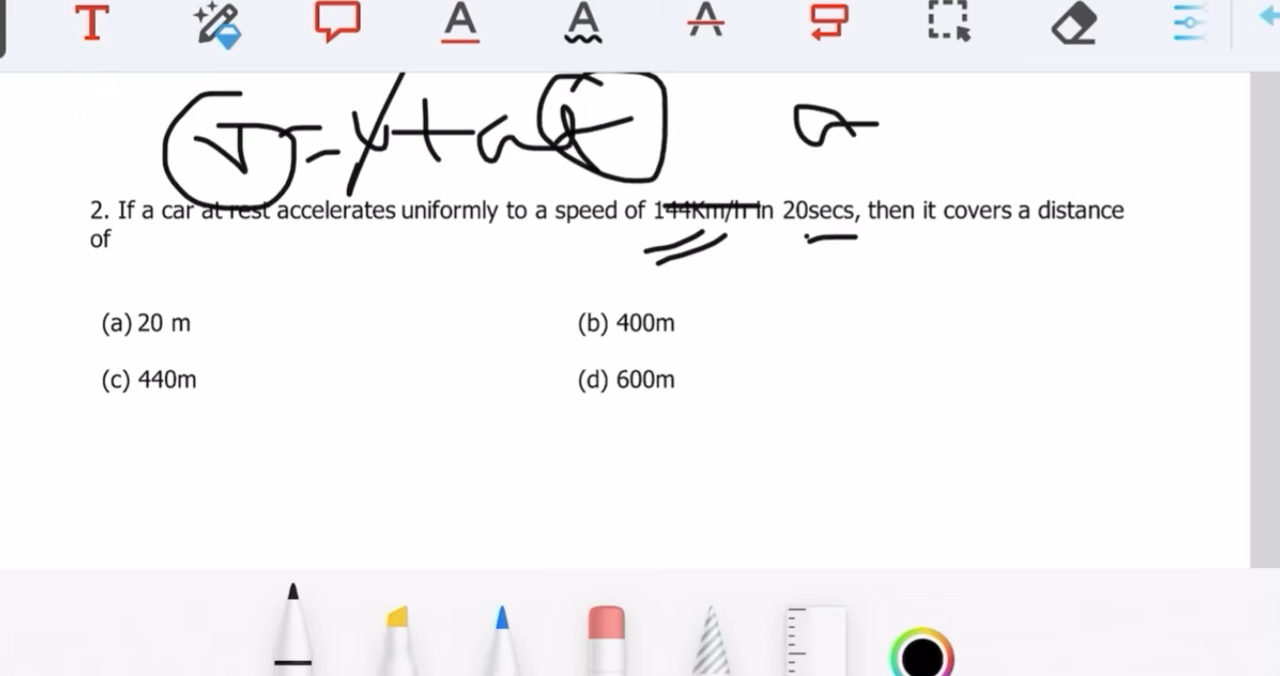 T A A A
V = u + at a
2. If a car at rest accelerates uniformly to a speed of 144Km/h in 20secs, then it covers a distance
of
(a) 20 m (b) 400m
(c) 440m (d) 600m